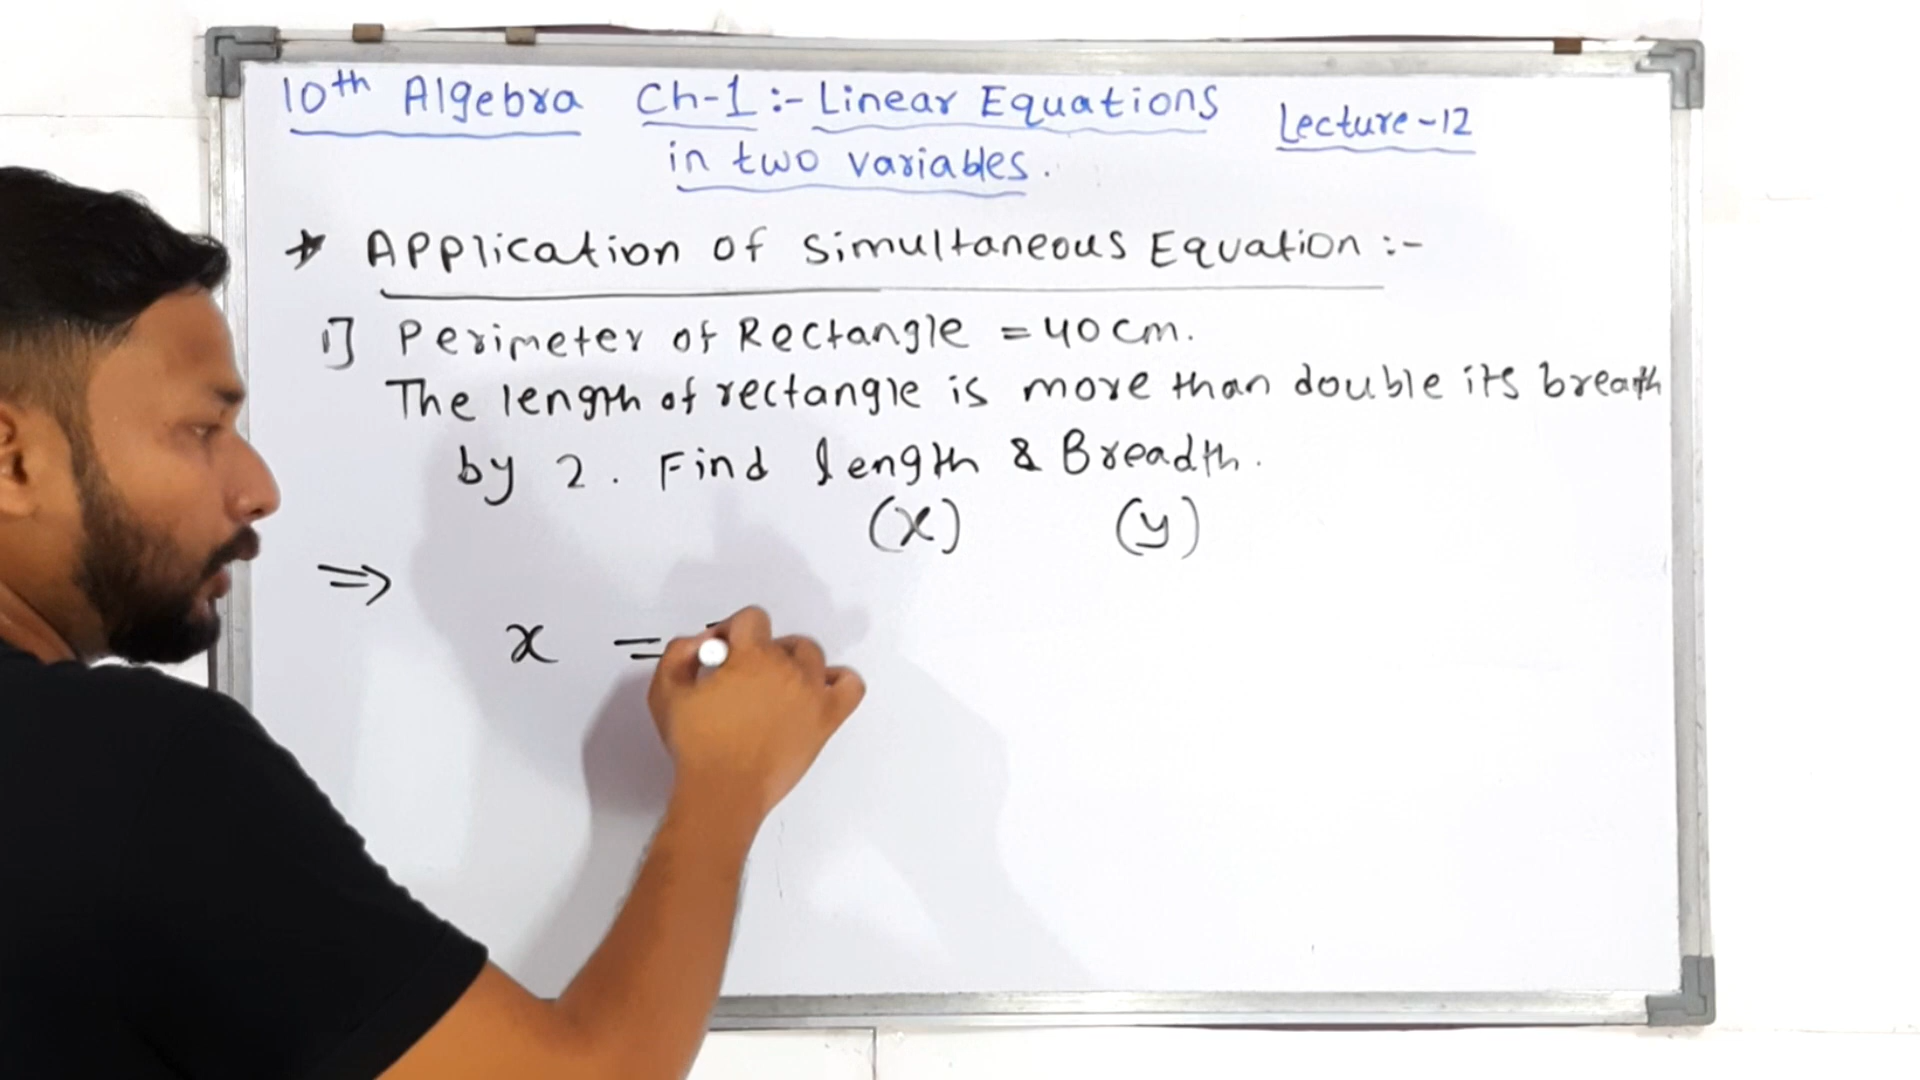 10th Algebra Ch-1:- Linear Equations Lecture-12
in two variables.
* Application of Simultaneous Equation :-
1] Perimeter of Rectangle = 40 cm.
The length of rectangle is more than double its breath
by 2. Find length & Breadth.
(x) (y)
⇒
x =